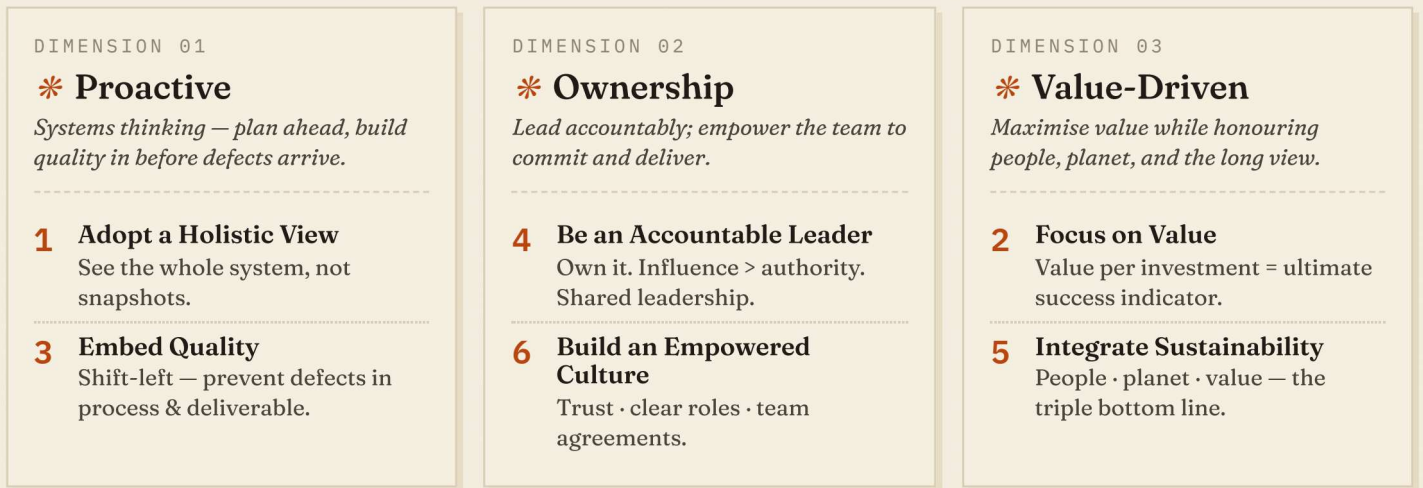 DIMENSION 01
Proactive
Systems thinking — plan ahead, build
quality in before defects arrive.
1 Adopt a Holistic View
See the whole system, not
snapshots.
3 Embed Quality
Shift-left — prevent defects in
process & deliverable.
DIMENSION 02
Ownership
Lead accountably; empower the team to
commit and deliver.
4 Be an Accountable Leader
Own it. Influence > authority.
Shared leadership.
6 Build an Empowered
Culture
Trust · clear roles · team
agreements.
DIMENSION 03
Value-Driven
Maximise value while honouring
people, planet, and the long view.
2 Focus on Value
Value per investment = ultimate
success indicator.
5 Integrate Sustainability
People · planet · value — the
triple bottom line.